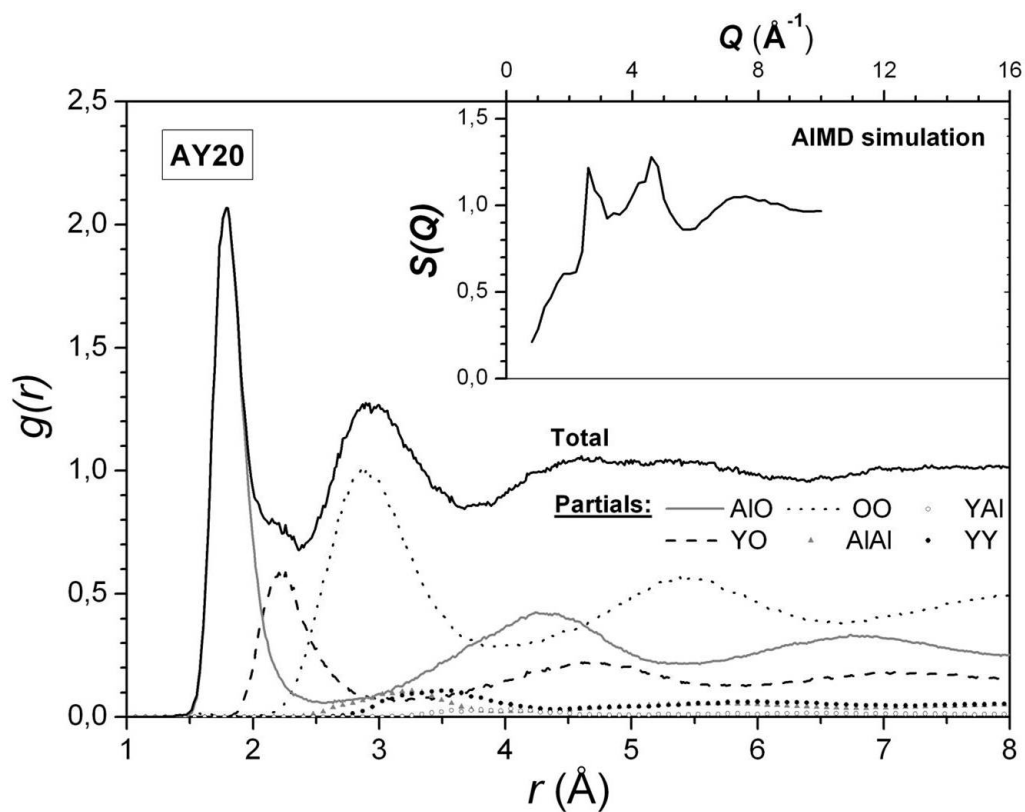 Q (Å⁻¹)
0 4 8 12 16
2,5
2,0
1,5
1,0
0,5
0,0
g(r)
AY20
1,5
1,0
0,5
0,0
S(Q)
AIMD simulation
Total
Partials: AlO OO YAl
YO AlAl YY
1 2 3 4 5 6 7 8
r (Å)